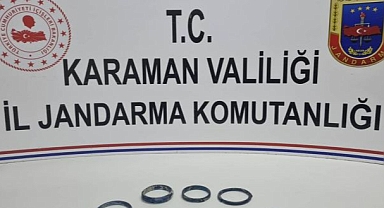 T.C.
KARAMAN VALİLİĞİ
İL JANDARMA KOMUTANLIĞI